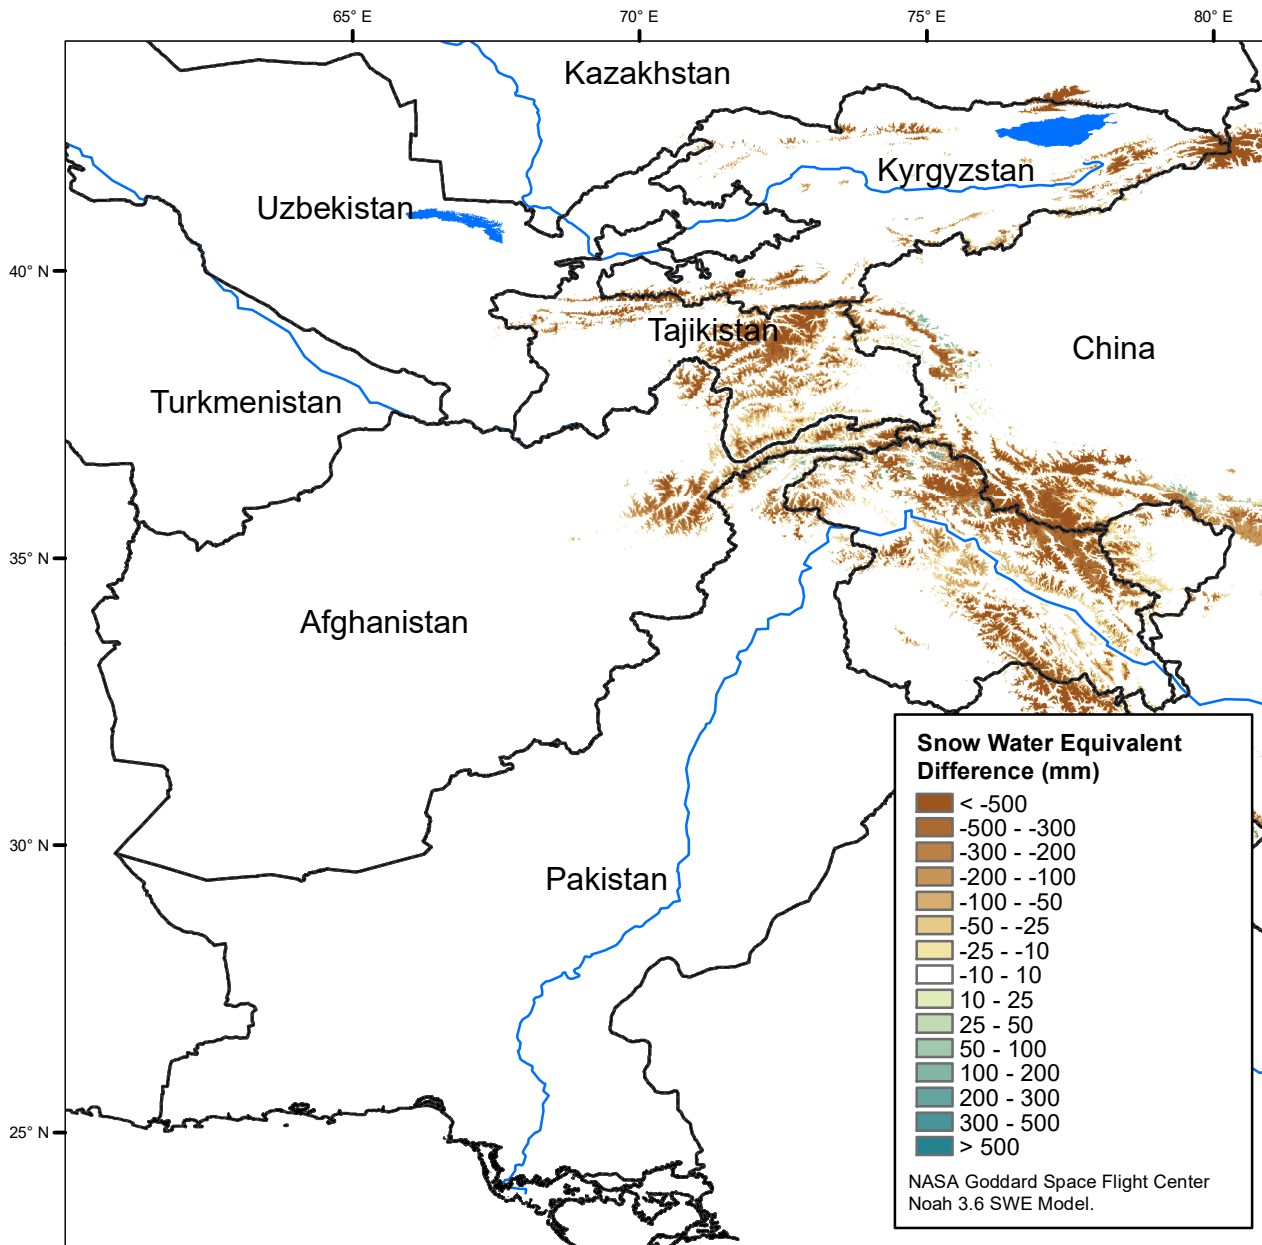 65° E
70° E
75° E
80° E
Kazakhstan
Kyrgyzstan
Uzbekistan
40° N
Tajikistan
China
Turkmenistan
35° N
Afghanistan
30° N
Pakistan
25° N
Snow Water Equivalent
Difference (mm)
< -500
-500 - -300
-300 - -200
-200 - -100
-100 - -50
-50 - -25
-25 - -10
-10 - 10
10 - 25
25 - 50
50 - 100
100 - 200
200 - 300
300 - 500
> 500
NASA Goddard Space Flight Center
Noah 3.6 SWE Model.